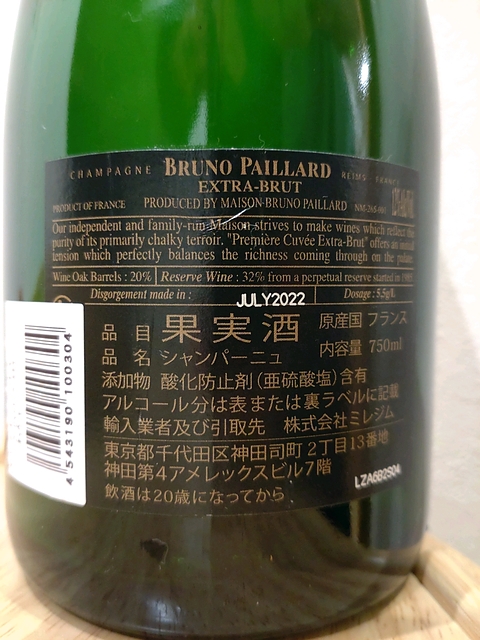 CHAMPAGNE BRUNO PAILLARD REIMS - FRANCE
EXTRA-BRUT
PRODUCT OF FRANCE PRODUCED BY MAISON BRUNO PAILLARD NM-265-001
Our independent and family-run Maison strives to make wines which reflect the
purity of its primarily chalky terroir. "Première Cuvée Extra-Brut" offers an initial
tension which perfectly balances the richness coming through on the palate.
Wine Oak Barrels : 20% Reserve Wine : 32% from a perpetual reserve started in 1985
Disgorgement made in : JULY2022 Dosage : 5.5g/L
品目 果実酒 原産国 フランス
品名 シャンパーニュ 内容量 750ml
添加物 酸化防止剤(亜硫酸塩)含有
アルコール分は表または裏ラベルに記載
輸入業者及び引取先 株式会社ミレジム
東京都千代田区神田司町2丁目13番地
神田第4アメレックスビル7階
飲酒は20歳になってから
LZA6B2S04
4 543190 100304